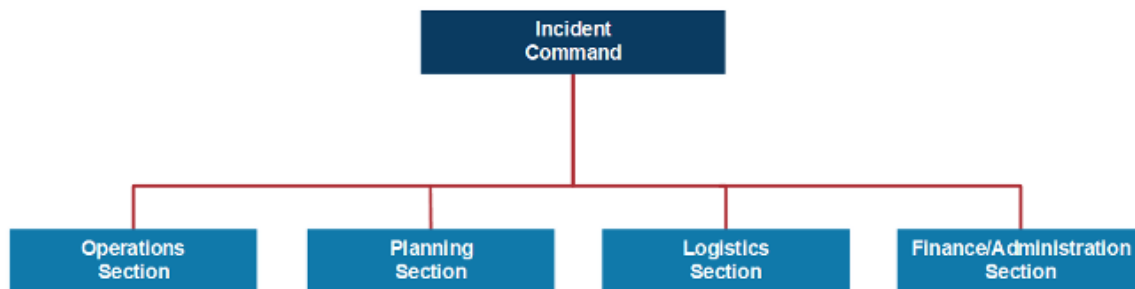 Incident
Command
Operations
Section
Planning
Section
Logistics
Section
Finance/Administration
Section